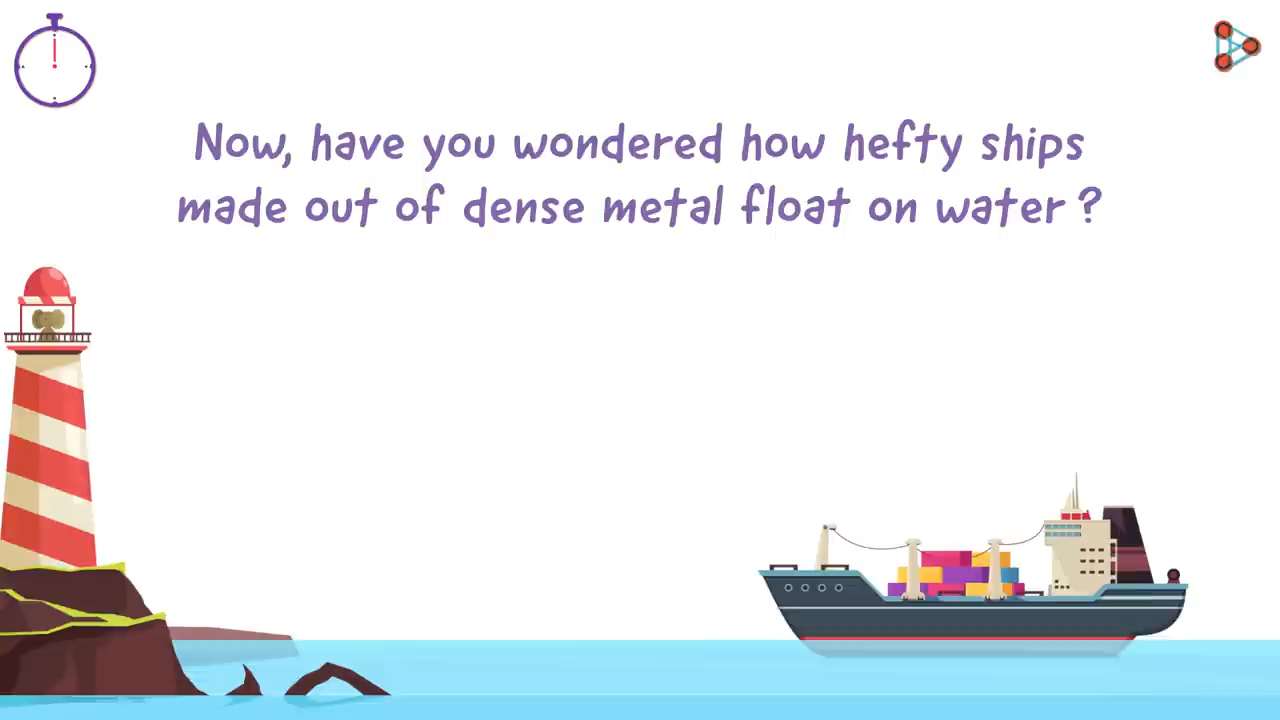 Now, have you wondered how hefty ships
made out of dense metal float on water ?